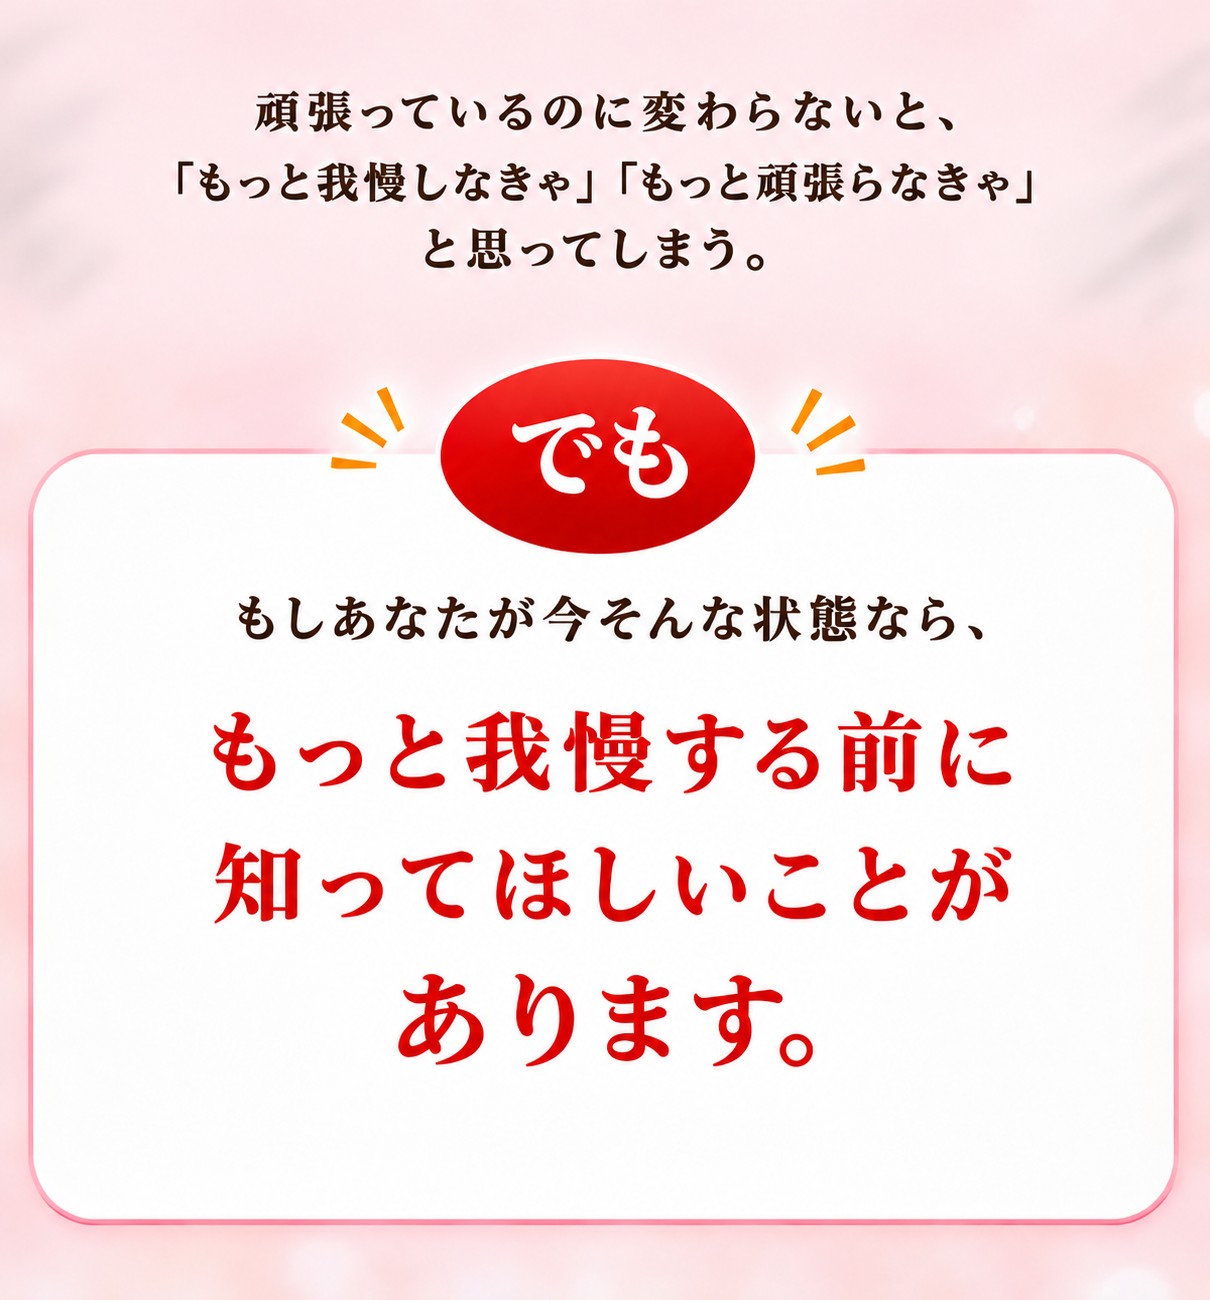 頑張っているのに変わらないと、
「もっと我慢しなきゃ」「もっと頑張らなきゃ」
と思ってしまう。
でも
もしあなたが今そんな状態なら、
もっと我慢する前に
知ってほしいことが
あります。